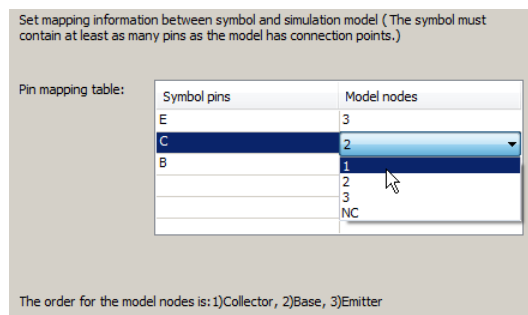 Set mapping information between symbol and simulation model ( The symbol must
contain at least as many pins as the model has connection points.)
Pin mapping table:
Symbol pins Model nodes
E 3
C 2
B 1
2
3
NC
The order for the model nodes is:1)Collector, 2)Base, 3)Emitter